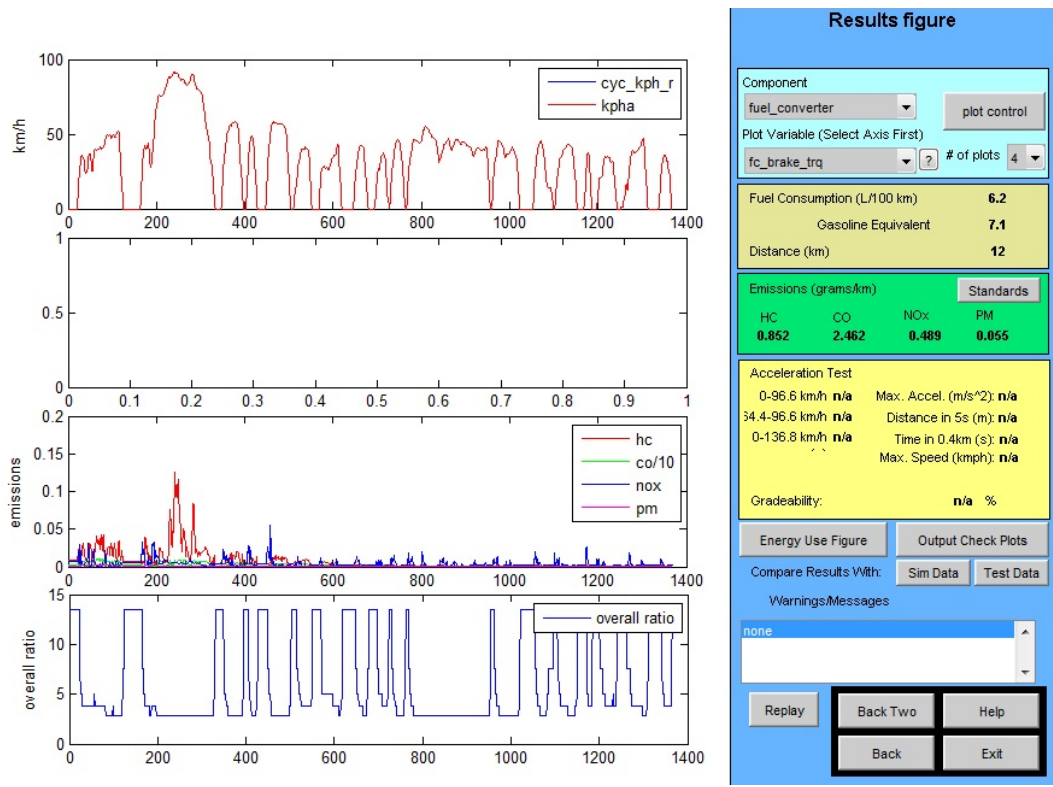 Results figure
100
50
0
km/h
cyc_kph_r
kpha
0 200 400 600 800 1000 1200 1400
1
0.5
0
0 0.1 0.2 0.3 0.4 0.5 0.6 0.7 0.8 0.9 1
0.2
0.15
0.1
0.05
0
emissions
hc
co/10
nox
pm
0 200 400 600 800 1000 1200 1400
15
10
5
0
overall ratio
overall ratio
0 200 400 600 800 1000 1200 1400
Component
fuel_converter
plot control
Plot Variable (Select Axis First)
fc_brake_trq ? # of plots 4
Fuel Consumption (L/100 km) 6.2
Gasoline Equivalent 7.1
Distance (km) 12
Emissions (grams/km) Standards
HC CO NOx PM
0.852 2.462 0.489 0.055
Acceleration Test
0-96.6 km/h n/a Max. Accel. (m/s^2): n/a
64.4-96.6 km/h n/a Distance in 5s (m): n/a
0-136.8 km/h n/a Time in 0.4km (s): n/a
Max. Speed (kmph): n/a
Gradeability: n/a %
Energy Use Figure Output Check Plots
Compare Results With: Sim Data Test Data
Warnings/Messages
none
Replay Back Two Help
Back Exit